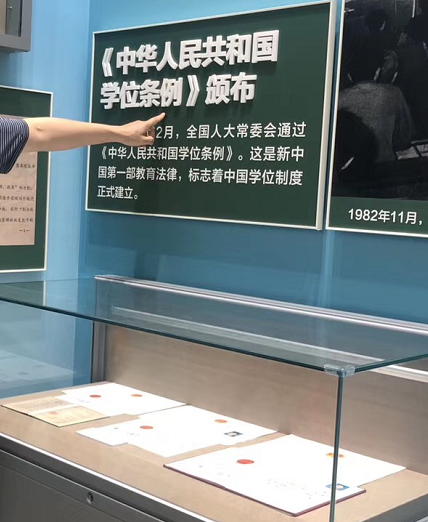 《中华人民共和国
学位条例》颁布
2月，全国人大常委会通过
《中华人民共和国学位条例》。这是新中
国第一部教育法律，标志着中国学位制度
正式建立。
1982年11月，